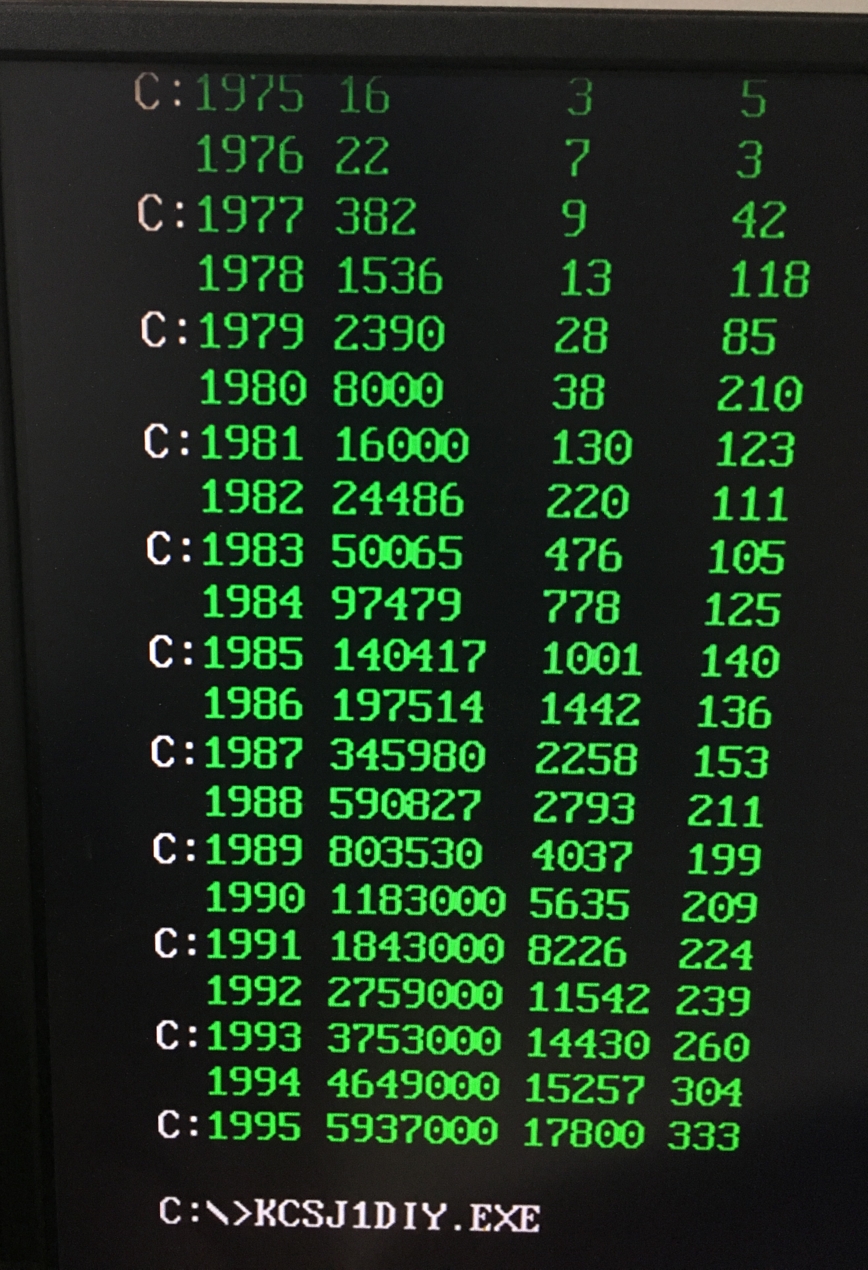 C:1975 16 3 5
1976 22 7 3
C:1977 382 9 42
1978 1536 13 118
C:1979 2390 28 85
1980 8000 38 210
C:1981 16000 130 123
1982 24486 220 111
C:1983 50065 476 105
1984 97479 778 125
C:1985 140417 1001 140
1986 197514 1442 136
C:1987 345980 2258 153
1988 590827 2793 211
C:1989 803530 4037 199
1990 1183000 5635 209
C:1991 1843000 8226 224
1992 2759000 11542 239
C:1993 3753000 14430 260
1994 4649000 15257 304
C:1995 5937000 17800 333
C:\>KCSJ1DIY.EXE